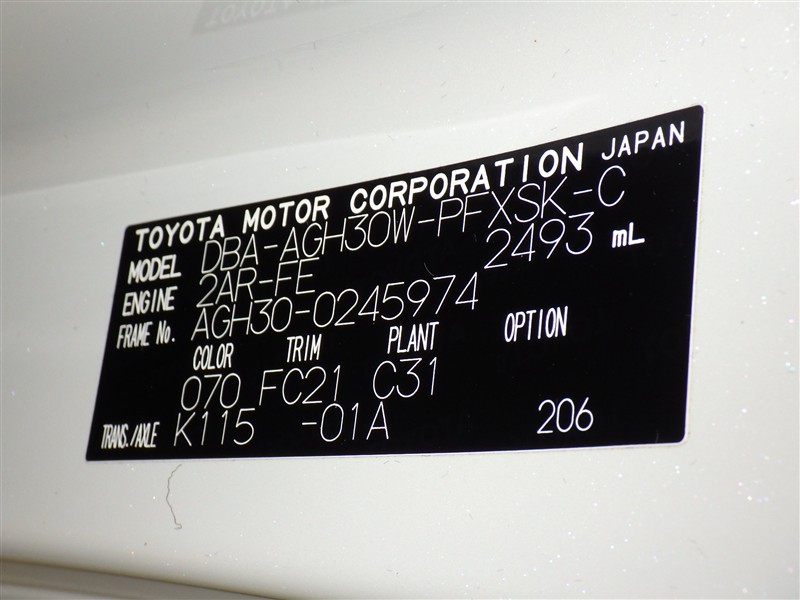 TOYOTA MOTOR CORPORATION JAPAN
MODEL DBA-AGH30W-PFXSK-C
ENGINE 2AR-FE 2493 mL
FRAME No. AGH30-0245974
COLOR TRIM PLANT OPTION
070 FC21 C31
TRANS./AXLE K115 -01A 206